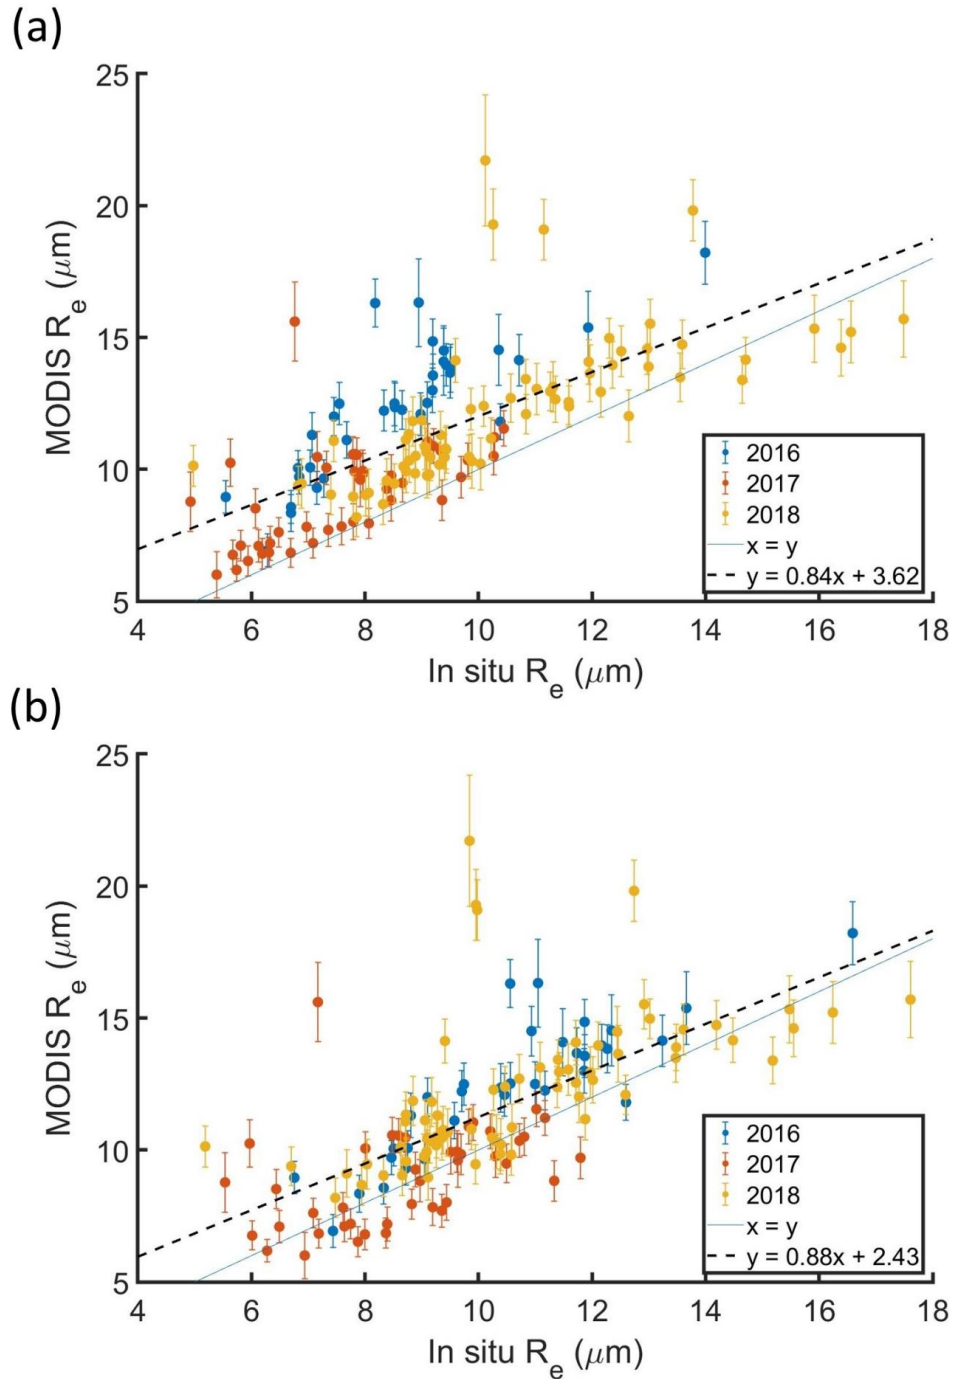 (a)
25
20
15
10
5
MODIS Rₑ (μm)
4 6 8 10 12 14 16 18
In situ Rₑ (μm)
2016
2017
2018
x = y
y = 0.84x + 3.62
(b)
25
20
15
10
5
MODIS Rₑ (μm)
4 6 8 10 12 14 16 18
In situ Rₑ (μm)
2016
2017
2018
x = y
y = 0.88x + 2.43